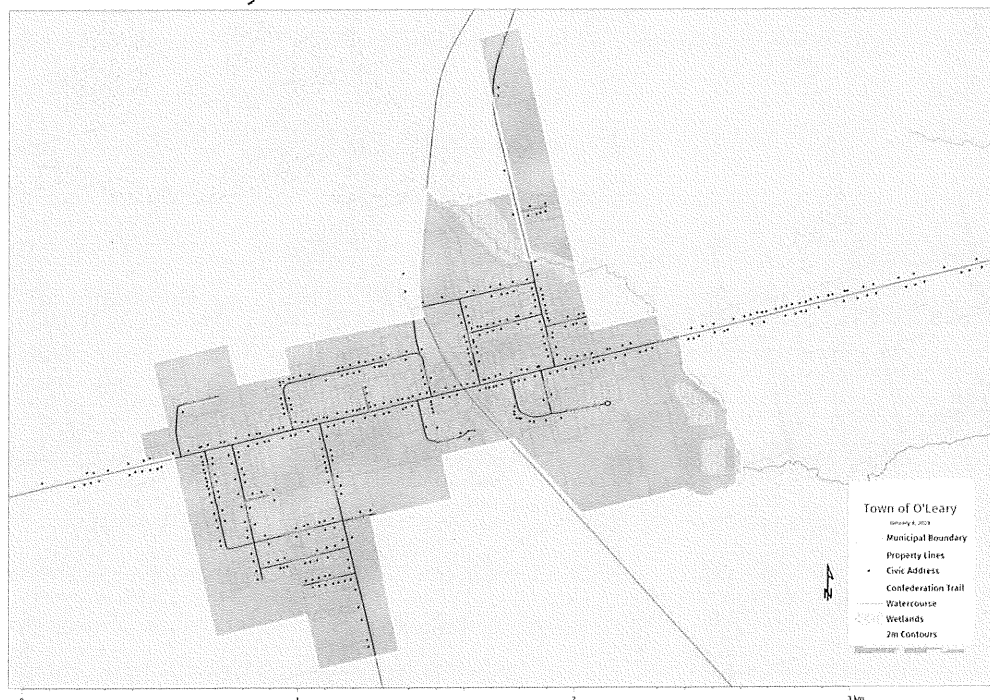 Town of O'Leary
Municipal Boundary
Property Lines
Civic Address
Confederation Trail
Watercourse
Wetlands
2m Contours
N